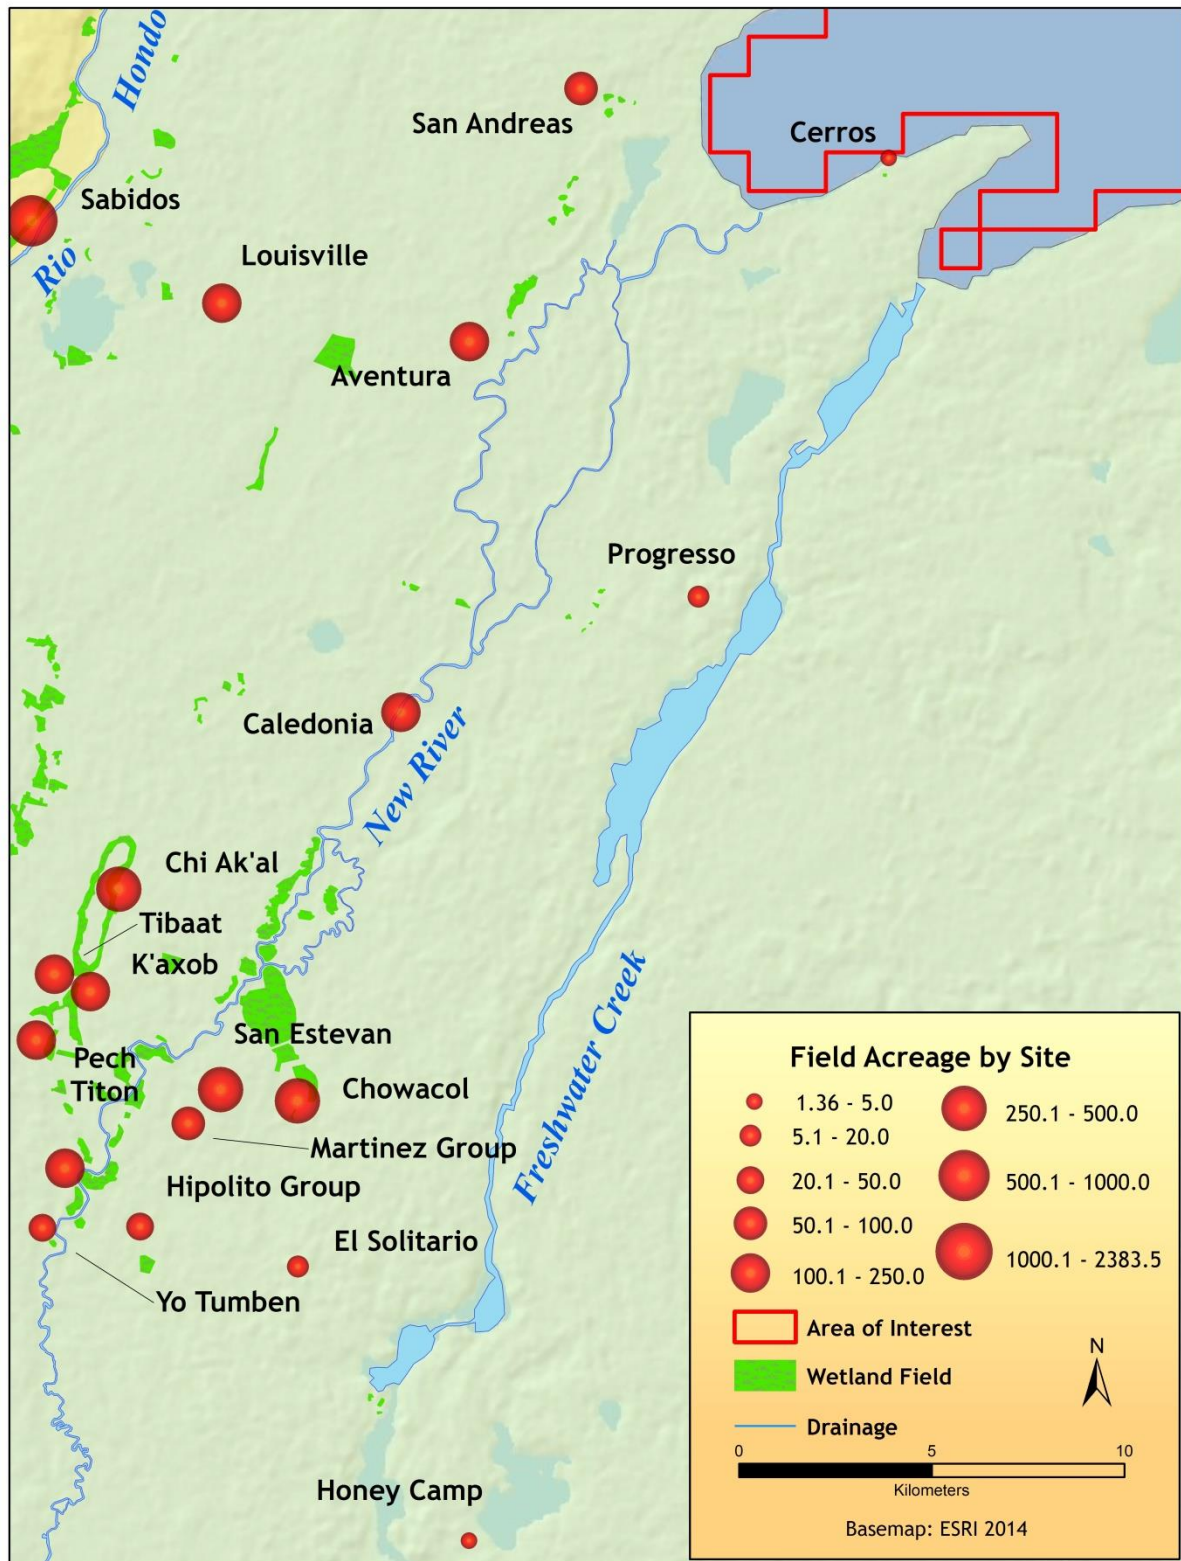 Hondo
San Andreas
Cerros
Sabidos
Rio
Louisville
Aventura
Progresso
Caledonia
New River
Chi Ak'al
Tibaat
K'axob
Freshwater Creek
San Estevan
Pech
Titon
Chowacol
Martinez Group
Hipolito Group
El Solitario
Yo Tumben
Honey Camp
Field Acreage by Site
1.36 - 5.0
5.1 - 20.0
20.1 - 50.0
50.1 - 100.0
100.1 - 250.0
250.1 - 500.0
500.1 - 1000.0
1000.1 - 2383.5
Area of Interest
Wetland Field
Drainage
N
0 5 10
Kilometers
Basemap: ESRI 2014